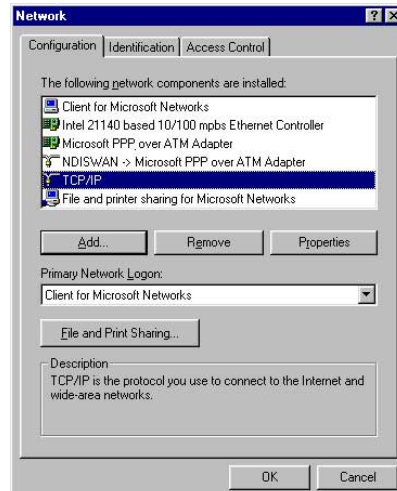 Network
Configuration Identification Access Control
The following network components are installed:
Client for Microsoft Networks
Intel 21140 based 10/100 mpbs Ethernet Controller
Microsoft PPP over ATM Adapter
NDISWAN -> Microsoft PPP over ATM Adapter
TCP/IP
File and printer sharing for Microsoft Networks
Add... Remove Properties
Primary Network Logon:
Client for Microsoft Networks
File and Print Sharing...
Description
TCP/IP is the protocol you use to connect to the Internet and
wide-area networks.
OK Cancel